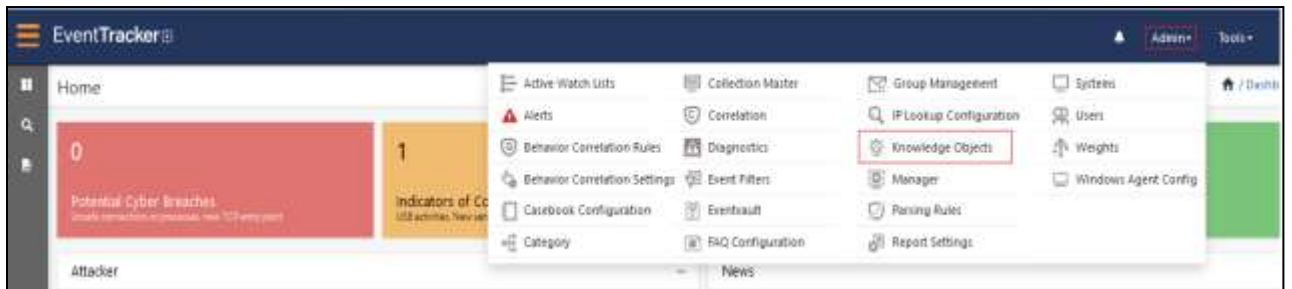 EventTracker
Admin
Tools
Home
/ Dashb
0
Potential Cyber Breaches
1
Indicators of Co
Active Watch Lists
Collection Master
Group Management
Systems
Alerts
Correlation
IP Lookup Configuration
Users
Behavior Correlation Rules
Diagnostics
Knowledge Objects
Weights
Behavior Correlation Settings
Event Filters
Manager
Windows Agent Config
Casebook Configuration
Eventvault
Parsing Rules
Category
FAQ Configuration
Report Settings
Attacker
News